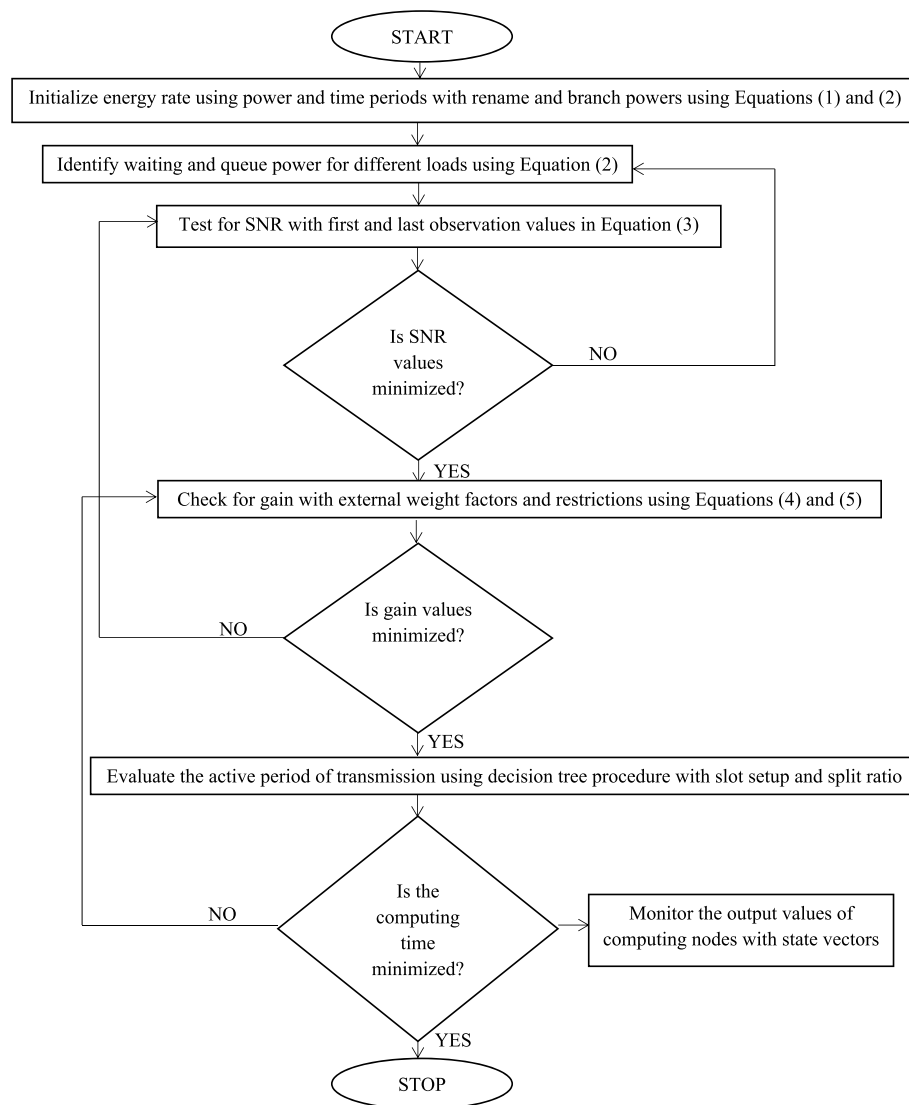 START
Initialize energy rate using power and time periods with rename and branch powers using Equations (1) and (2)
Identify waiting and queue power for different loads using Equation (2)
Test for SNR with first and last observation values in Equation (3)
Is SNR
values
minimized?
NO
YES
Check for gain with external weight factors and restrictions using Equations (4) and (5)
Is gain values
minimized?
NO
YES
Evaluate the active period of transmission using decision tree procedure with slot setup and split ratio
Is the
computing
time
minimized?
NO
Monitor the output values of
computing nodes with state vectors
YES
STOP